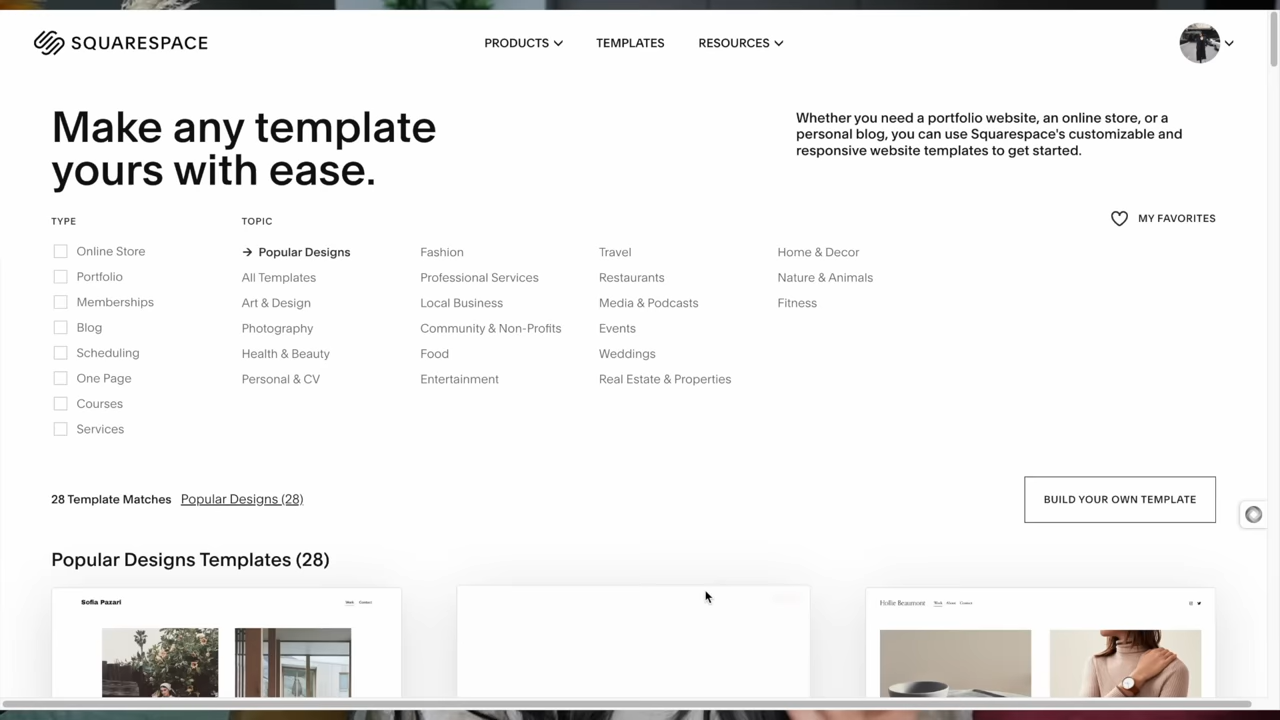 SQUARESPACE
PRODUCTS
TEMPLATES
RESOURCES
Make any template
yours with ease.
Whether you need a portfolio website, an online store, or a
personal blog, you can use Squarespace's customizable and
responsive website templates to get started.
MY FAVORITES
TYPE
Online Store
Portfolio
Memberships
Blog
Scheduling
One Page
Courses
Services
TOPIC
→ Popular Designs
All Templates
Art & Design
Photography
Health & Beauty
Personal & CV
Fashion
Professional Services
Local Business
Community & Non-Profits
Food
Entertainment
Travel
Restaurants
Media & Podcasts
Events
Weddings
Real Estate & Properties
Home & Decor
Nature & Animals
Fitness
28 Template Matches Popular Designs (28)
BUILD YOUR OWN TEMPLATE
Popular Designs Templates (28)
Sofia Pazari
Work Contact
Hollie Beaumont Work About Contact